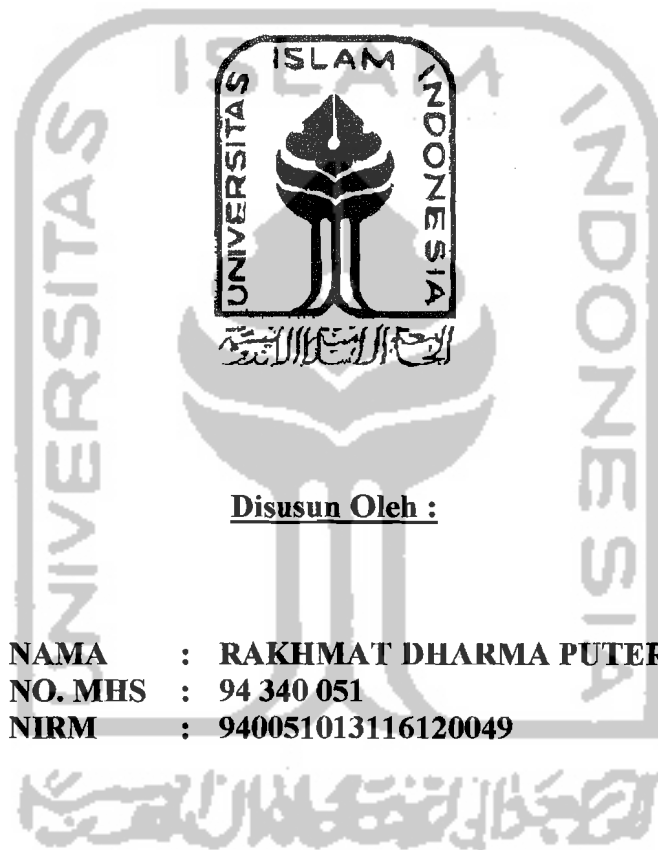 ISLAM
UNIVERSITAS
INDONESIA
Disusun Oleh :
NAMA : RAKHMAT DHARMA PUTER
NO. MHS : 94 340 051
NIRM : 940051013116120049